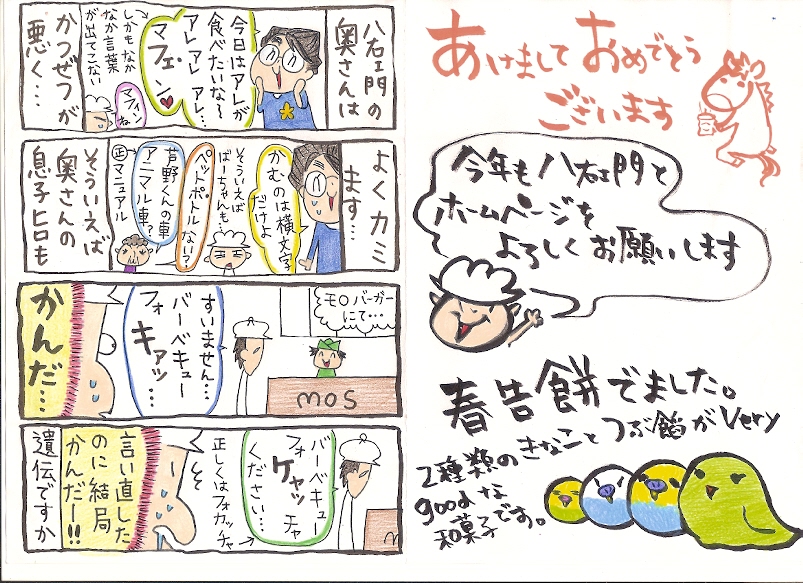 あけまして おめでとう
ございます
今年も八右エ門と
ホームページを
よろしくお願いします
春告餅でました。
2種類のきなことつぶ餡がVery
goodな
和菓子です。
八右エ門の
奥さんは
今日はアレが
食べたいな〜
アレ アレ アレ…
マフェン♥
しかもなか
なか言葉
が出てこない
マフィン
ね
かつぜつが
悪く…
よくカミ
ます…
かむのは横文字
だけよ
そういえば
ばーちゃんも…
ペットボトルない?
芦野くんの車
アニマル車?
正マニュアル
そういえば
奥さんの
息子ヒロも
モロバーガー
にて…
MOS
すいません…
バーベキュー
フォ
キァッ…
かんだ…
バーベキュー
フォ
ケャッチャ
ください…
正しくはフォカッチャ
言い直した
のに結局
かんだー!!
遺伝ですか